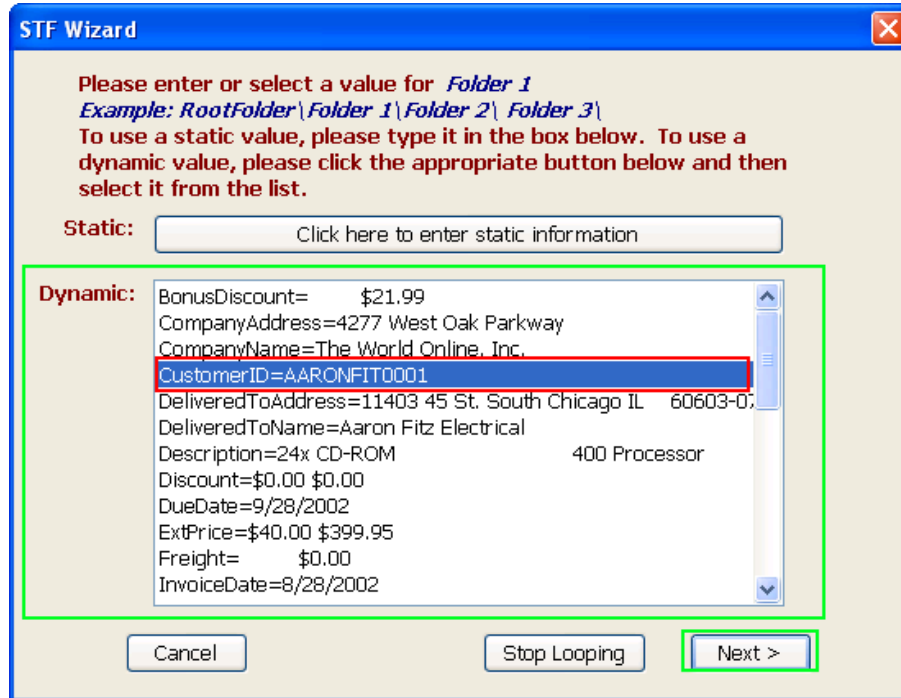 STF Wizard
Please enter or select a value for Folder 1
Example: RootFolder\Folder 1\Folder 2\ Folder 3\
To use a static value, please type it in the box below. To use a
dynamic value, please click the appropriate button below and then
select it from the list.
Static: Click here to enter static information
Dynamic: BonusDiscount= $21.99
CompanyAddress=4277 West Oak Parkway
CompanyName=The World Online, Inc.
CustomerID=AARONFIT0001
DeliveredToAddress=11403 45 St. South Chicago IL 60603-07
DeliveredToName=Aaron Fitz Electrical
Description=24x CD-ROM 400 Processor
Discount=$0.00 $0.00
DueDate=9/28/2002
ExtPrice=$40.00 $399.95
Freight= $0.00
InvoiceDate=8/28/2002
Cancel Stop Looping Next >